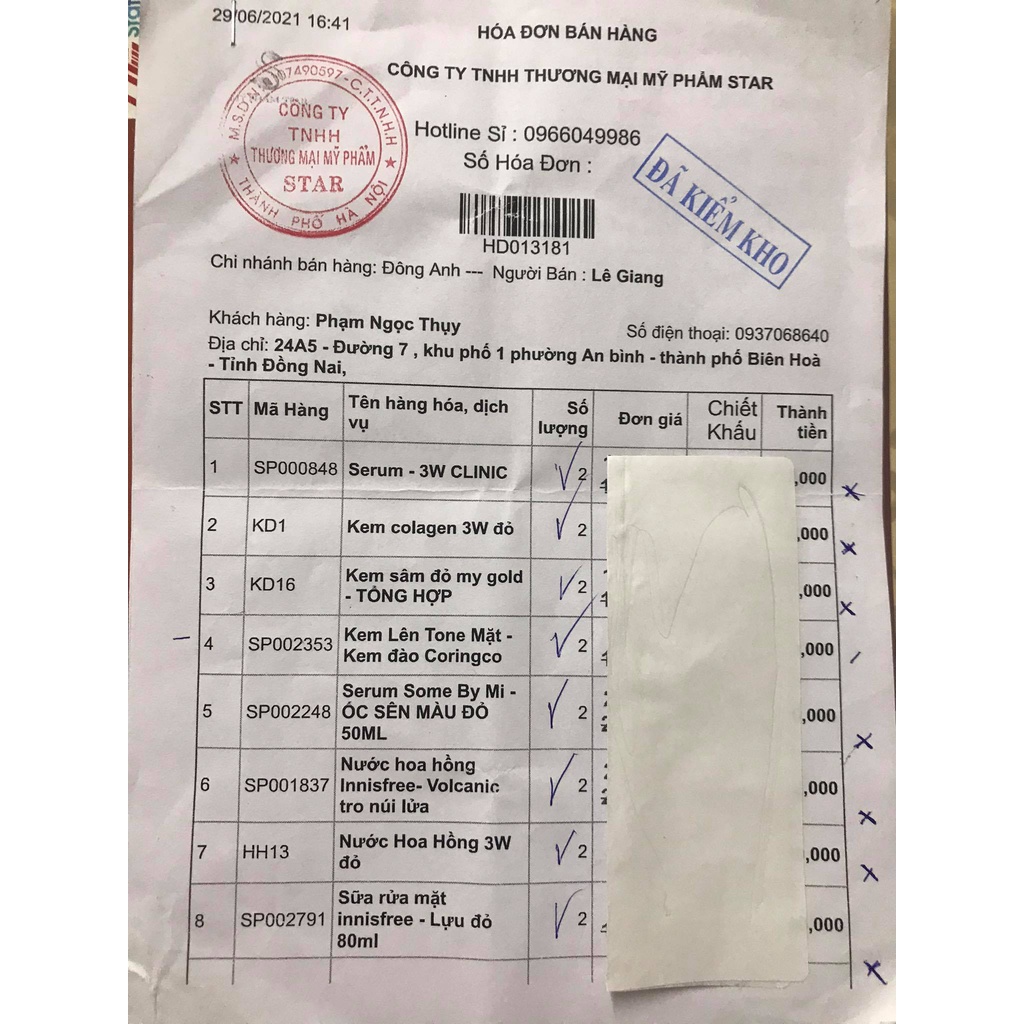 29/06/2021 16:41
HÓA ĐƠN BÁN HÀNG
CÔNG TY TNHH THƯƠNG MẠI MỸ PHẨM STAR
CÔNG TY
TNHH
THƯƠNG MẠI MỸ PHẨM
STAR
THÀNH PHỐ HÀ NỘI
Hotline Sỉ : 0966049986
Số Hóa Đơn :
ĐÃ KIỂM KHO
HD013181
Chi nhánh bán hàng: Đông Anh --- Người Bán : Lê Giang
Khách hàng: Phạm Ngọc Thụy Số điện thoại: 0937068640
Địa chỉ: 24A5 - Đường 7 , khu phố 1 phường An bình - thành phố Biên Hoà
- Tỉnh Đồng Nai,
STT Mã Hàng Tên hàng hóa, dịch vụ Số lượng Đơn giá Chiết Khấu Thành tiền
1 SP000848 Serum - 3W CLINIC 2 ,000
2 KD1 Kem colagen 3W đỏ 2 ,000
3 KD16 Kem sâm đỏ my gold
- TỔNG HỢP 2 ,000
4 SP002353 Kem Lên Tone Mặt -
Kem đào Coringco 2 ,000
5 SP002248 Serum Some By Mi -
ỐC SÊN MÀU ĐỎ
50ML 2 ,000
6 SP001837 Nước hoa hồng
Innisfree- Volcanic
tro núi lửa 2 ,000
7 HH13 Nước Hoa Hồng 3W
đỏ 2 ,000
8 SP002791 Sữa rửa mặt
innisfree - Lựu đỏ
80ml 2 ,000